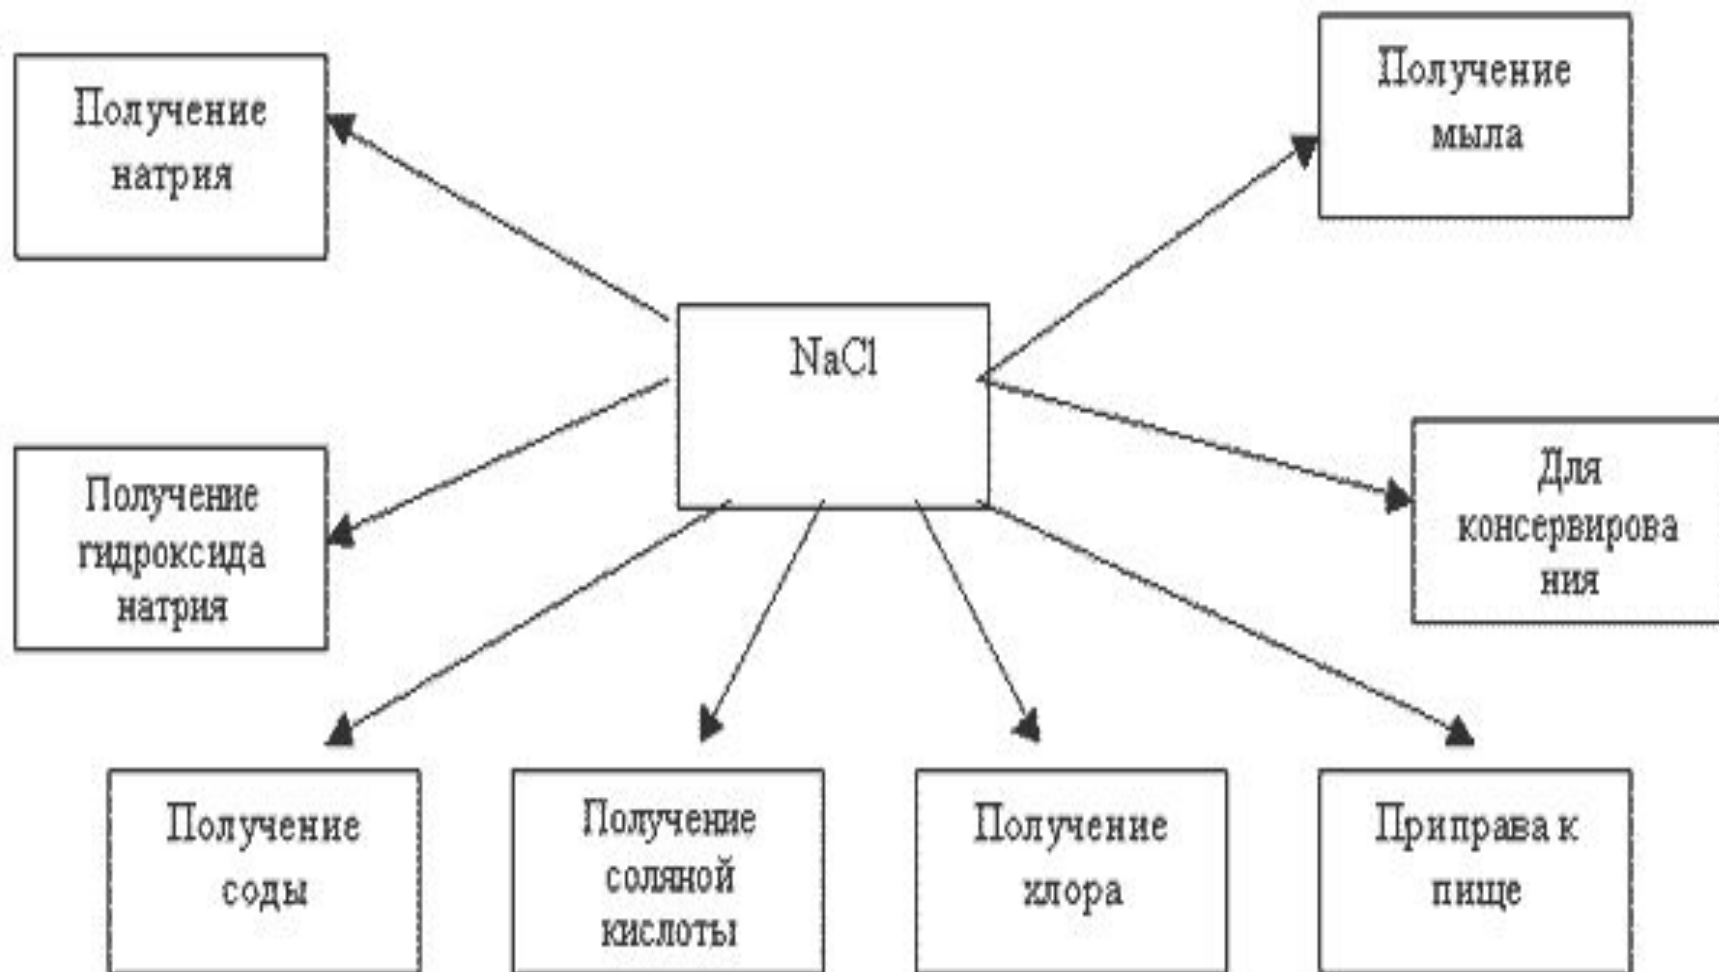 Получение
натрия
Получение
мыла
NaCl
Получение
гидроксида
натрия
Для
консервирова
ния
Получение
соды
Получение
соляной
кислоты
Получение
хлора
Приправа к
пище